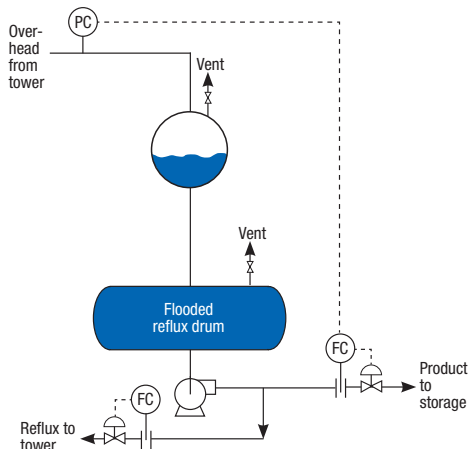 PC
Over-
head
from
tower
Vent
Vent
Flooded
reflux drum
FC
Product
to
storage
FC
Reflux to
tower